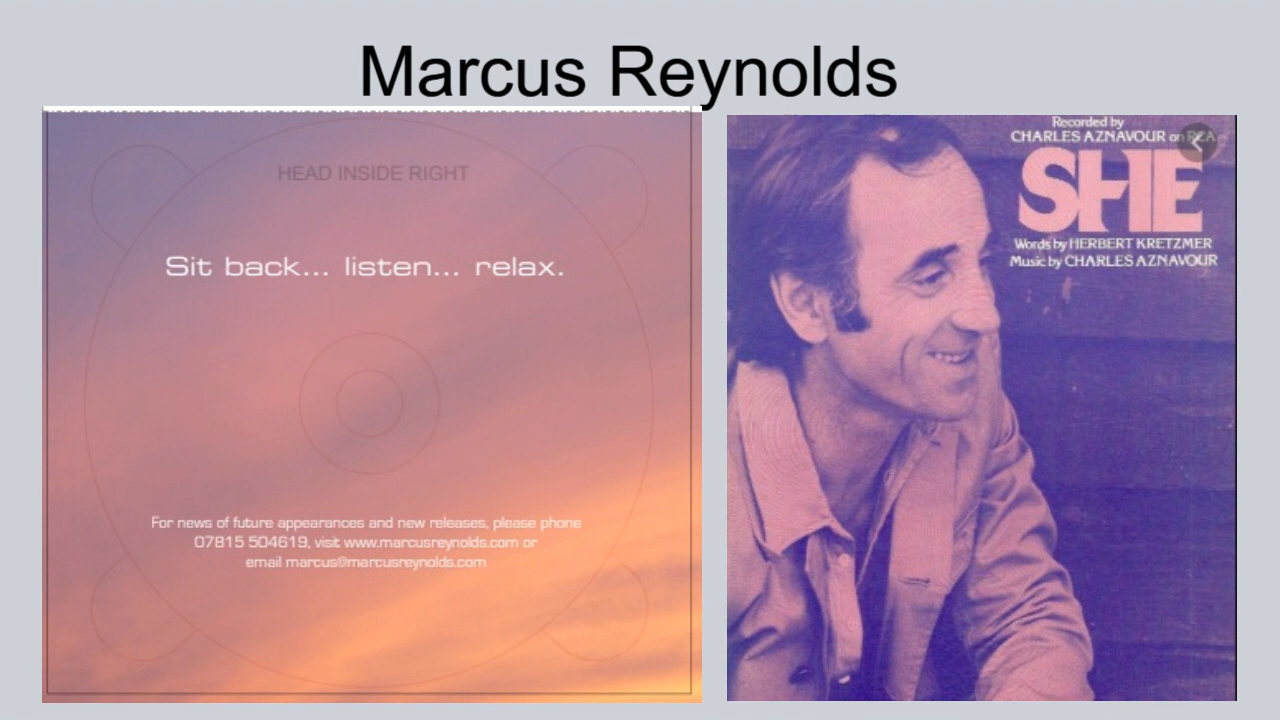 Marcus Reynolds
HEAD INSIDE RIGHT
Sit back... listen... relax.
For news of future appearances and new releases, please phone
07815 504619, visit www.marcusreynolds.com or
email marcus@marcusreynolds.com
Recorded by
CHARLES AZNAVOUR on RCA
SHE
Words by HERBERT KRETZMER
Music by CHARLES AZNAVOUR